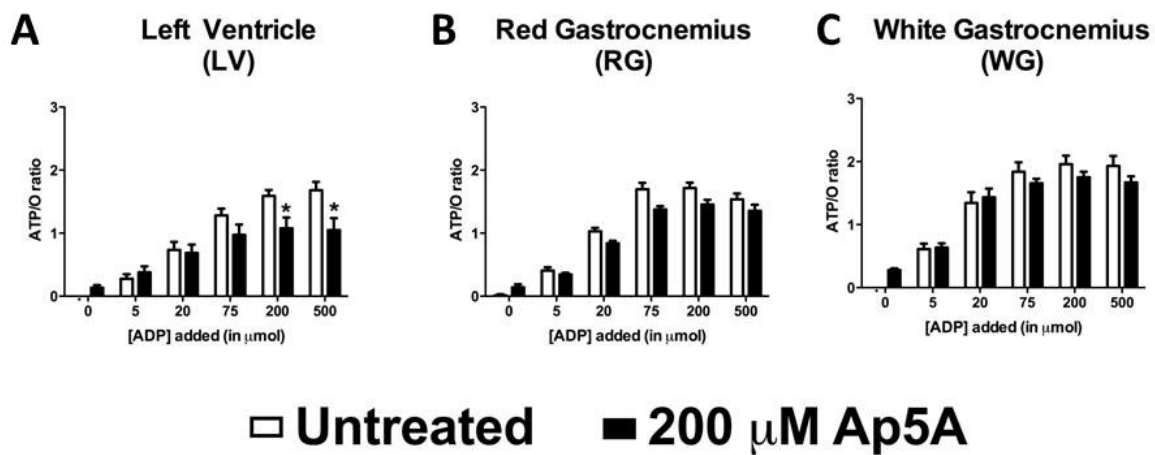 A
Left Ventricle
(LV)
3
2
1
0
ATP/O ratio
*
*
0 5 20 75 200 500
[ADP] added (in μmol)
B
Red Gastrocnemius
(RG)
3
2
1
0
ATP/O ratio
0 5 20 75 200 500
[ADP] added (in μmol)
C
White Gastrocnemius
(WG)
3
2
1
0
ATP/O ratio
0 5 20 75 200 500
[ADP] added (in μmol)
Untreated
200 μM Ap5A